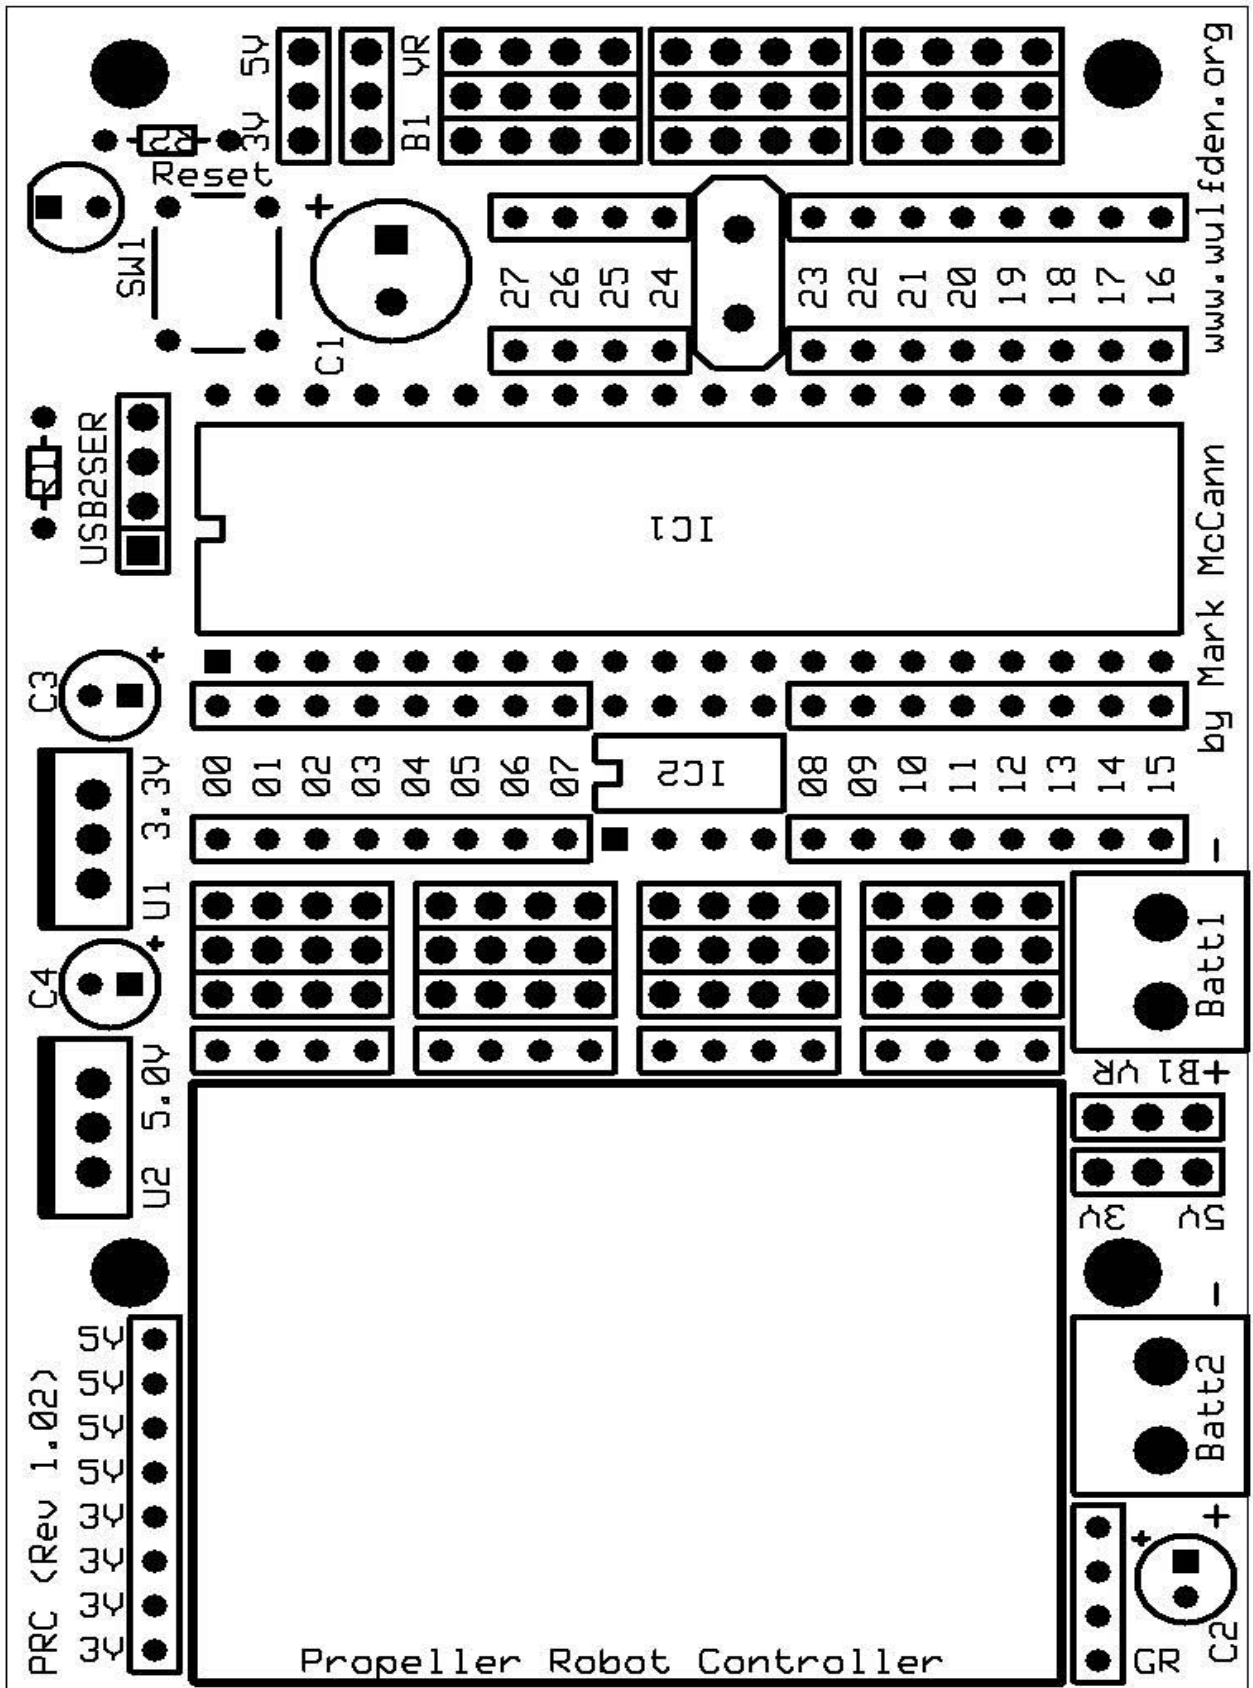 5V
3V
VR
B1
www.wulfden.org
R2
Reset
+
SW1
C1
27 26 25 24 23 22 21 20 19 18 17 16
R1
USB2SER
IC1
by Mark McCann
C3
+
3.3V
U1
00 01 02 03 04 05 06 07
IC2
08 09 10 11 12 13 14 15
-
C4
+
Batt1
5.0V
U2
+B1 VR
3V 5V
-
PRC (Rev 1.02)
5V
5V
5V
5V
3V
3V
3V
3V
Batt2
+
+
C2
GR
Propeller Robot Controller